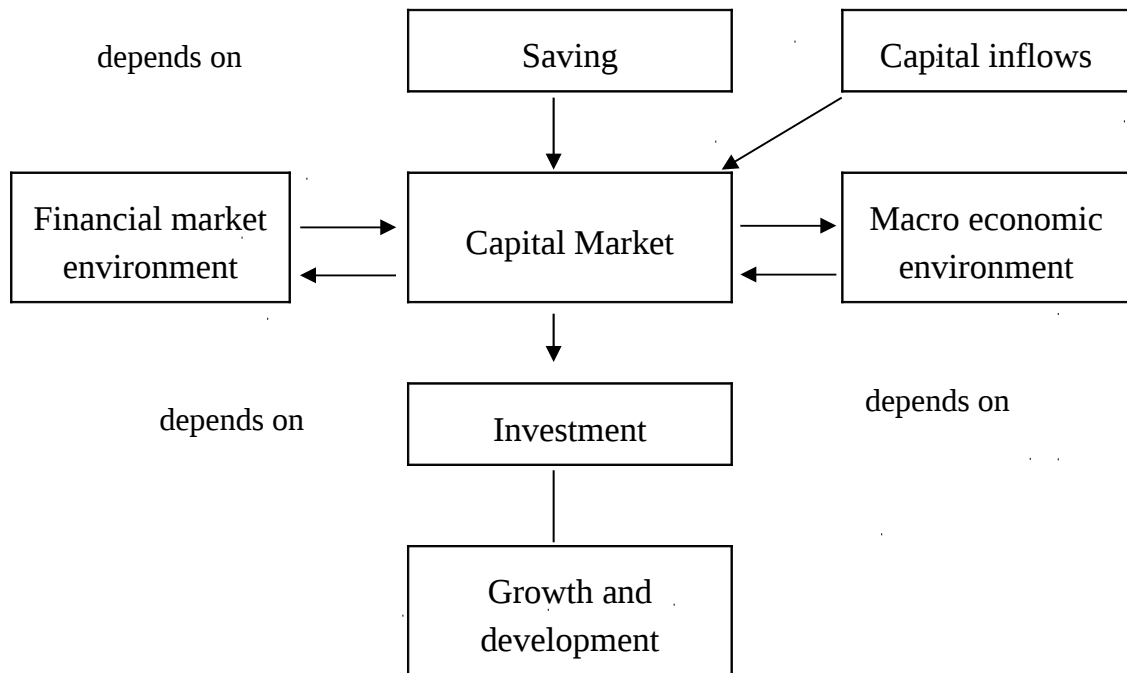 depends on
Saving
Capital inflows
Financial market
environment
Capital Market
Macro economic
environment
depends on
Investment
depends on
Growth and
development